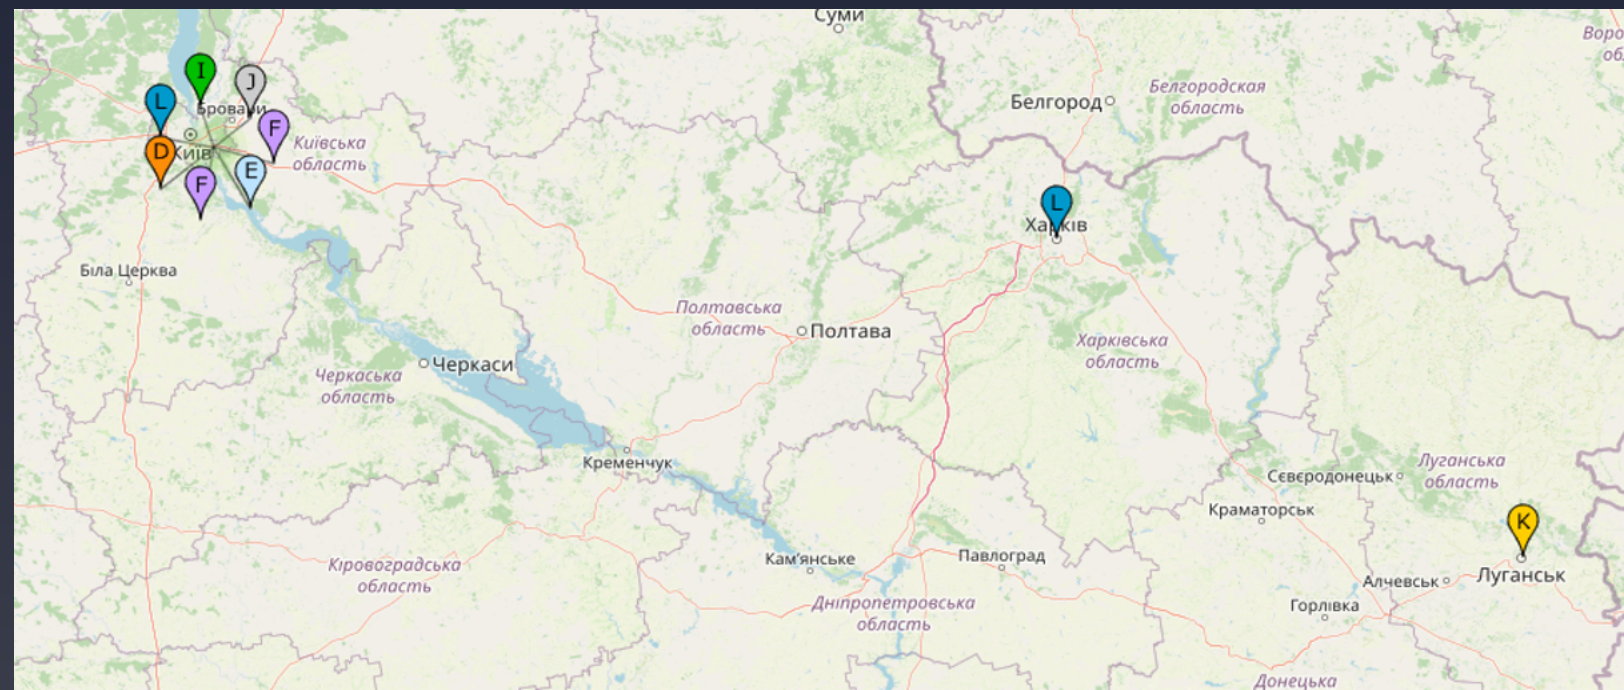 Суми
Воро
об
I
J
L
Бровари
Белгородская
область
Белгород
F
Київська
область
D
Київ
E
F
L
Харків
Біла Церква
Полтавська
область
Полтава
Харківська
область
Черкаси
Черкаська
область
Кременчук
Луганська
область
Сєвєродонецьк
Краматорськ
K
Кам'янське
Павлоград
Кіровоградська
область
Луганськ
Алчевськ
Горлівка
Дніпропетровська
область
Донецька